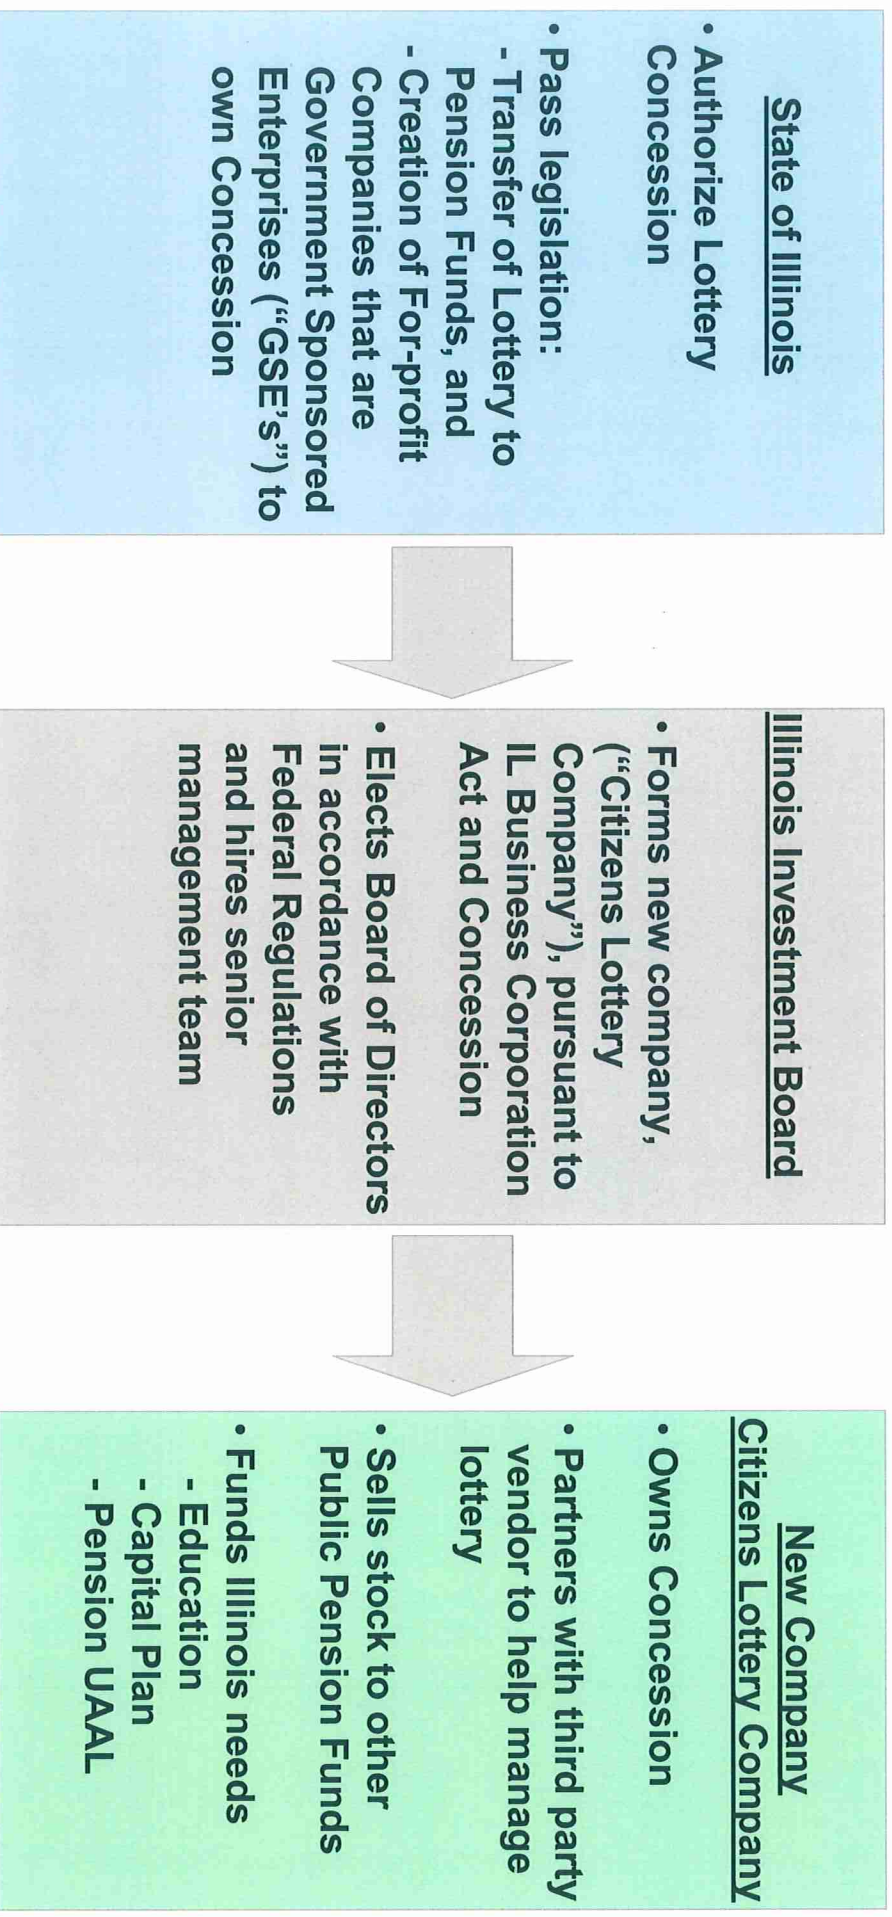 State of Illinois
• Authorize Lottery
Concession
• Pass legislation:
- Transfer of Lottery to
Pension Funds, and
- Creation of For-profit
Companies that are
Government Sponsored
Enterprises (“GSE’s”) to
own Concession
Illinois Investment Board
• Forms new company,
(“Citizens Lottery
Company”), pursuant to
IL Business Corporation
Act and Concession
• Elects Board of Directors
in accordance with
Federal Regulations
and hires senior
management team
New Company
Citizens Lottery Company
• Owns Concession
• Partners with third party
vendor to help manage
lottery
• Sells stock to other
Public Pension Funds
• Funds Illinois needs
- Education
- Capital Plan
- Pension UAAL